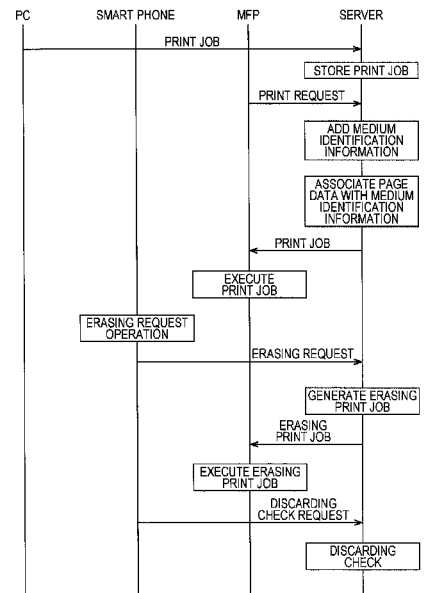 PC SMART PHONE MFP SERVER
PRINT JOB
STORE PRINT JOB
PRINT REQUEST
ADD MEDIUM
IDENTIFICATION
INFORMATION
ASSOCIATE PAGE
DATA WITH MEDIUM
IDENTIFICATION
INFORMATION
PRINT JOB
EXECUTE
PRINT JOB
ERASING REQUEST
OPERATION
ERASING REQUEST
GENERATE ERASING
PRINT JOB
ERASING
PRINT JOB
EXECUTE ERASING
PRINT JOB
DISCARDING
CHECK REQUEST
DISCARDING
CHECK